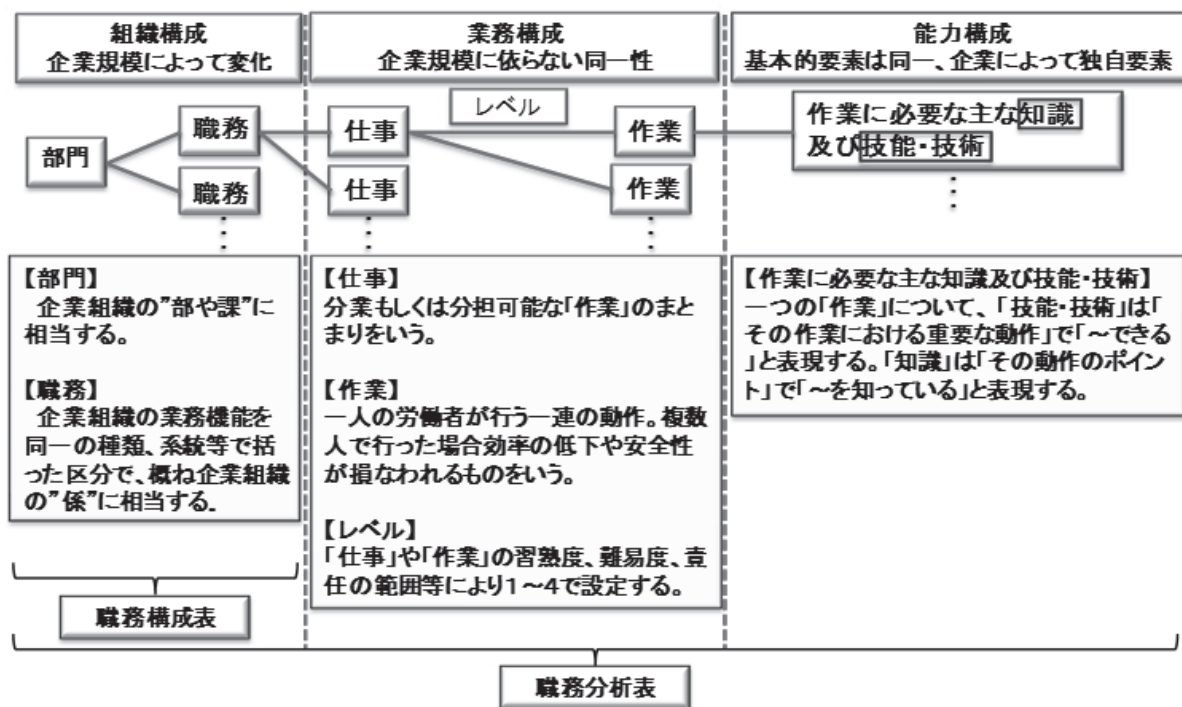 組織構成
企業規模によって変化
業務構成
企業規模に依らない同一性
能力構成
基本的要素は同一、企業によって独自要素
部門
職務
職務
レベル
仕事
仕事
作業
作業
作業に必要な主な知識
及び技能・技術
【部門】
企業組織の”部や課”に
相当する。
【職務】
企業組織の業務機能を
同一の種類、系統等で括
った区分で、概ね企業組織
の”係”に相当する。
【仕事】
分業もしくは分担可能な「作業」のまと
まりをいう。
【作業】
一人の労働者が行う一連の動作。複数
人で行った場合効率の低下や安全性
が損なわれるものをいう。
【レベル】
「仕事」や「作業」の習熟度、難易度、責
任の範囲等により1~4で設定する。
【作業に必要な主な知識及び技能・技術】
一つの「作業」について、「技能・技術」は「
その作業における重要な動作」で「~できる
」と表現する。「知識」は「その動作のポイン
ト」で「~を知っている」と表現する。
職務構成表
職務分析表